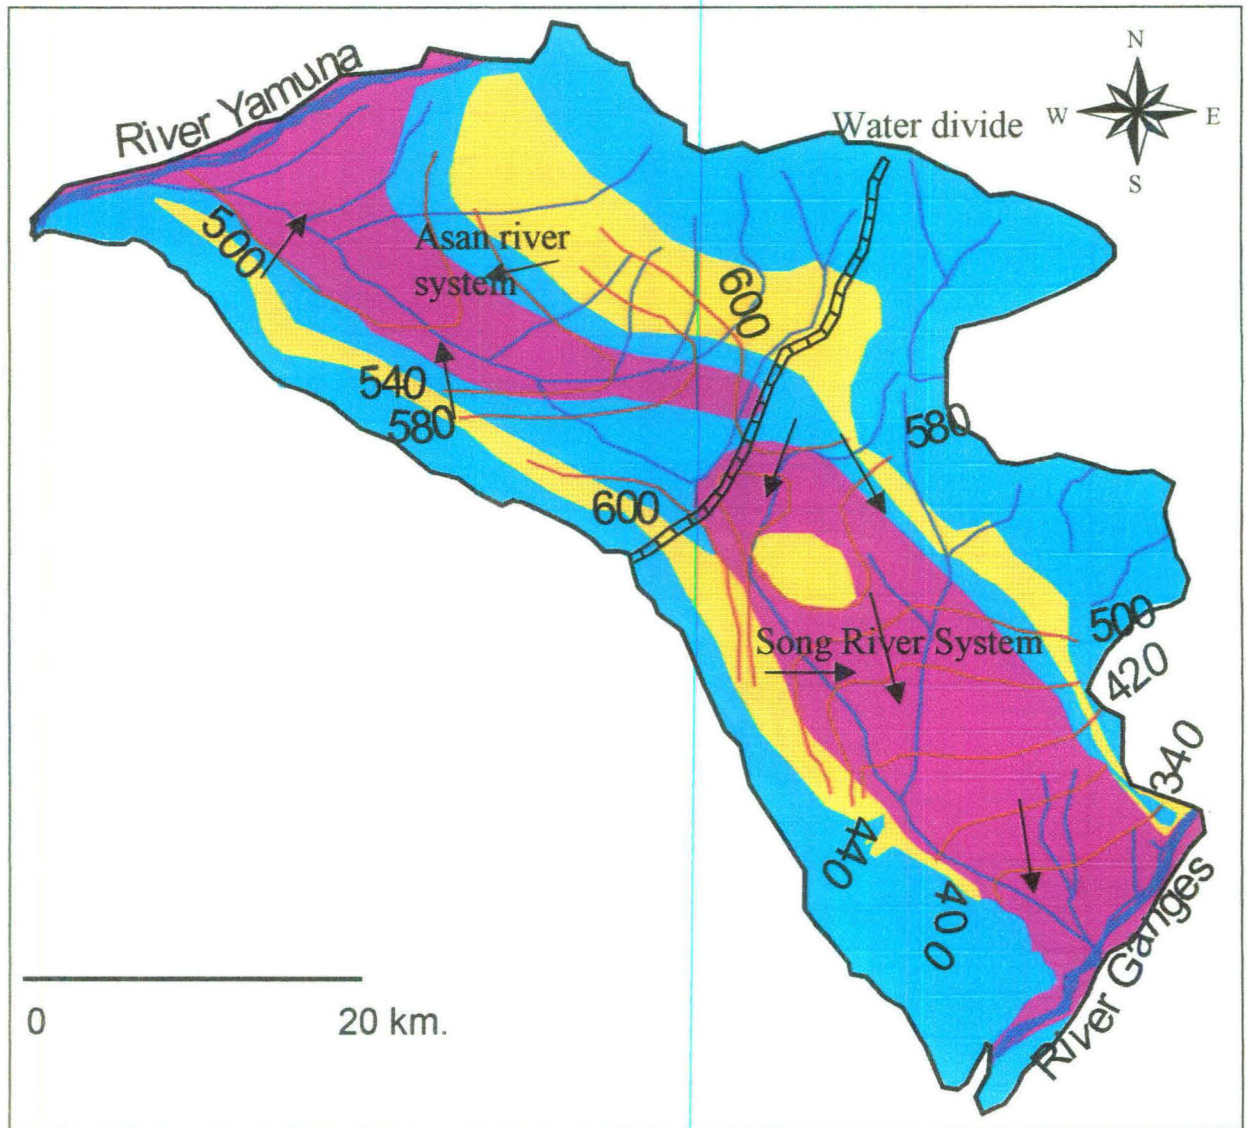 N
River Yamuna
Water divide
W E
S
500
Asan river
system
600
540
580
580
600
500
Song River System
420
340
440
400
River Ganges
0 20 km.